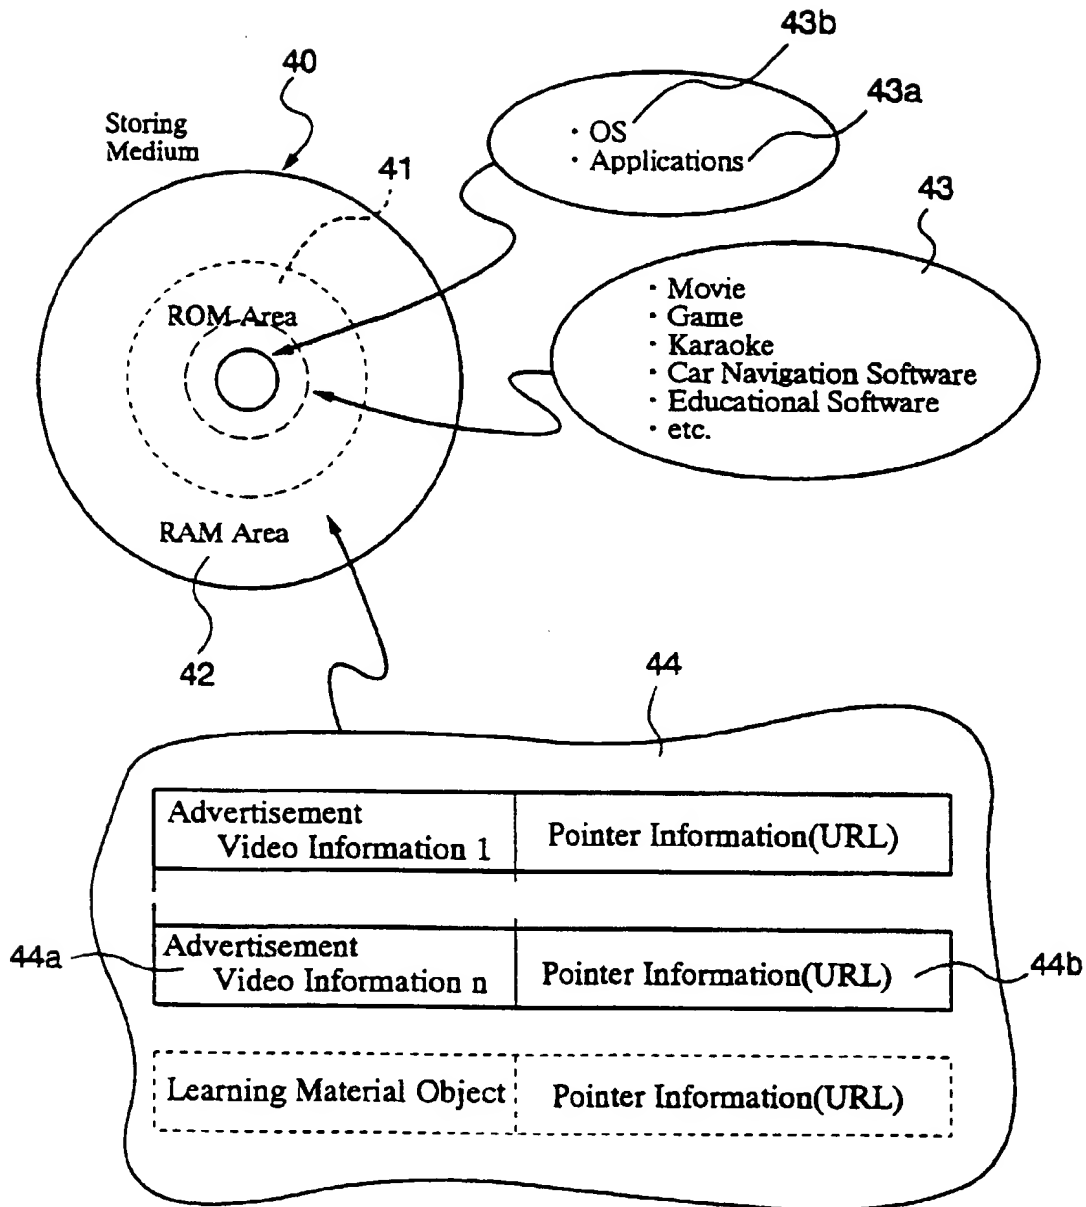 43b
40
43a
Storing
Medium
· OS
· Applications
41
43
ROM Area
· Movie
· Game
· Karaoke
· Car Navigation Software
· Educational Software
· etc.
RAM Area
42
44
Advertisement
Video Information 1
Pointer Information(URL)
44a
Advertisement
Video Information n
Pointer Information(URL)
44b
Learning Material Object
Pointer Information(URL)